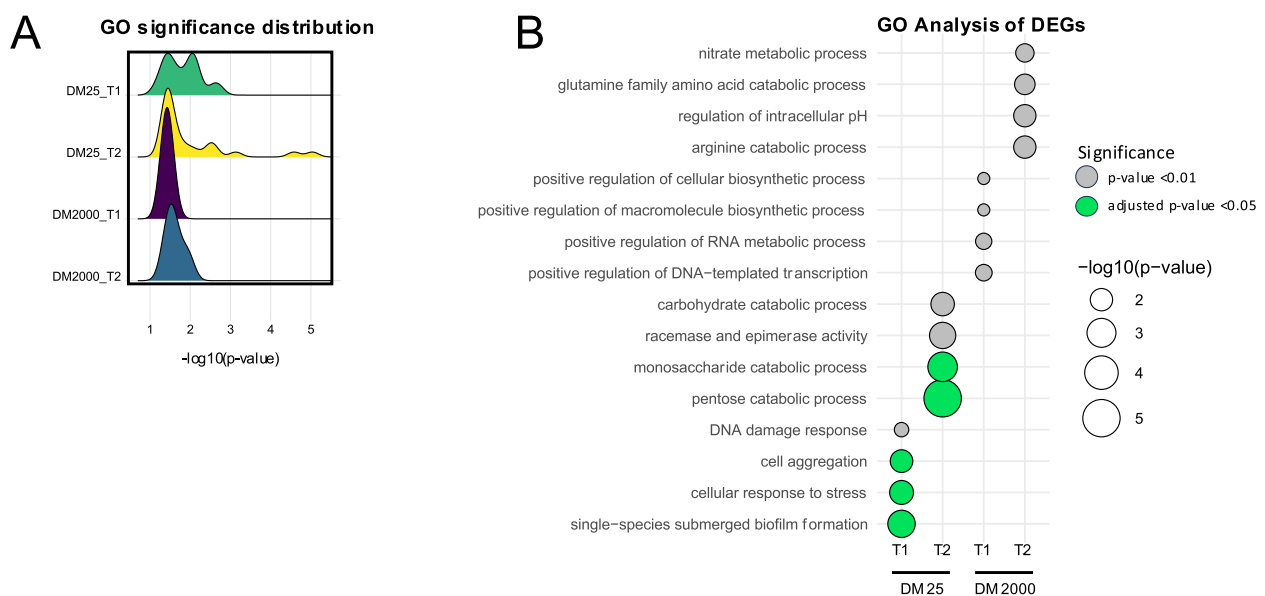 A
GO significance distribution
DM25_T1
DM25_T2
DM2000_T1
DM2000_T2
1 2 3 4 5
-log10(p-value)
B
GO Analysis of DEGs
nitrate metabolic process
glutamine family amino acid catabolic process
regulation of intracellular pH
arginine catabolic process
positive regulation of cellular biosynthetic process
positive regulation of macromolecule biosynthetic process
positive regulation of RNA metabolic process
positive regulation of DNA−templated transcription
carbohydrate catabolic process
racemase and epimerase activity
monosaccharide catabolic process
pentose catabolic process
DNA damage response
cell aggregation
cellular response to stress
single−species submerged biofilm formation
T1 T2 T1 T2
DM25 DM2000
Significance
p-value <0.01
adjusted p-value <0.05
−log10(p−value)
2
3
4
5